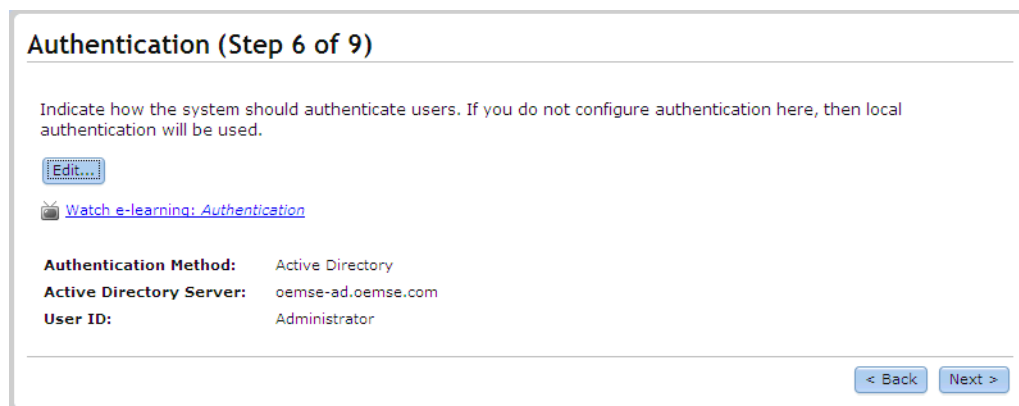 Authentication (Step 6 of 9)
Indicate how the system should authenticate users. If you do not configure authentication here, then local
authentication will be used.
Edit...
Watch e-learning: Authentication
Authentication Method: Active Directory
Active Directory Server: oemse-ad.oemse.com
User ID: Administrator
< Back Next >